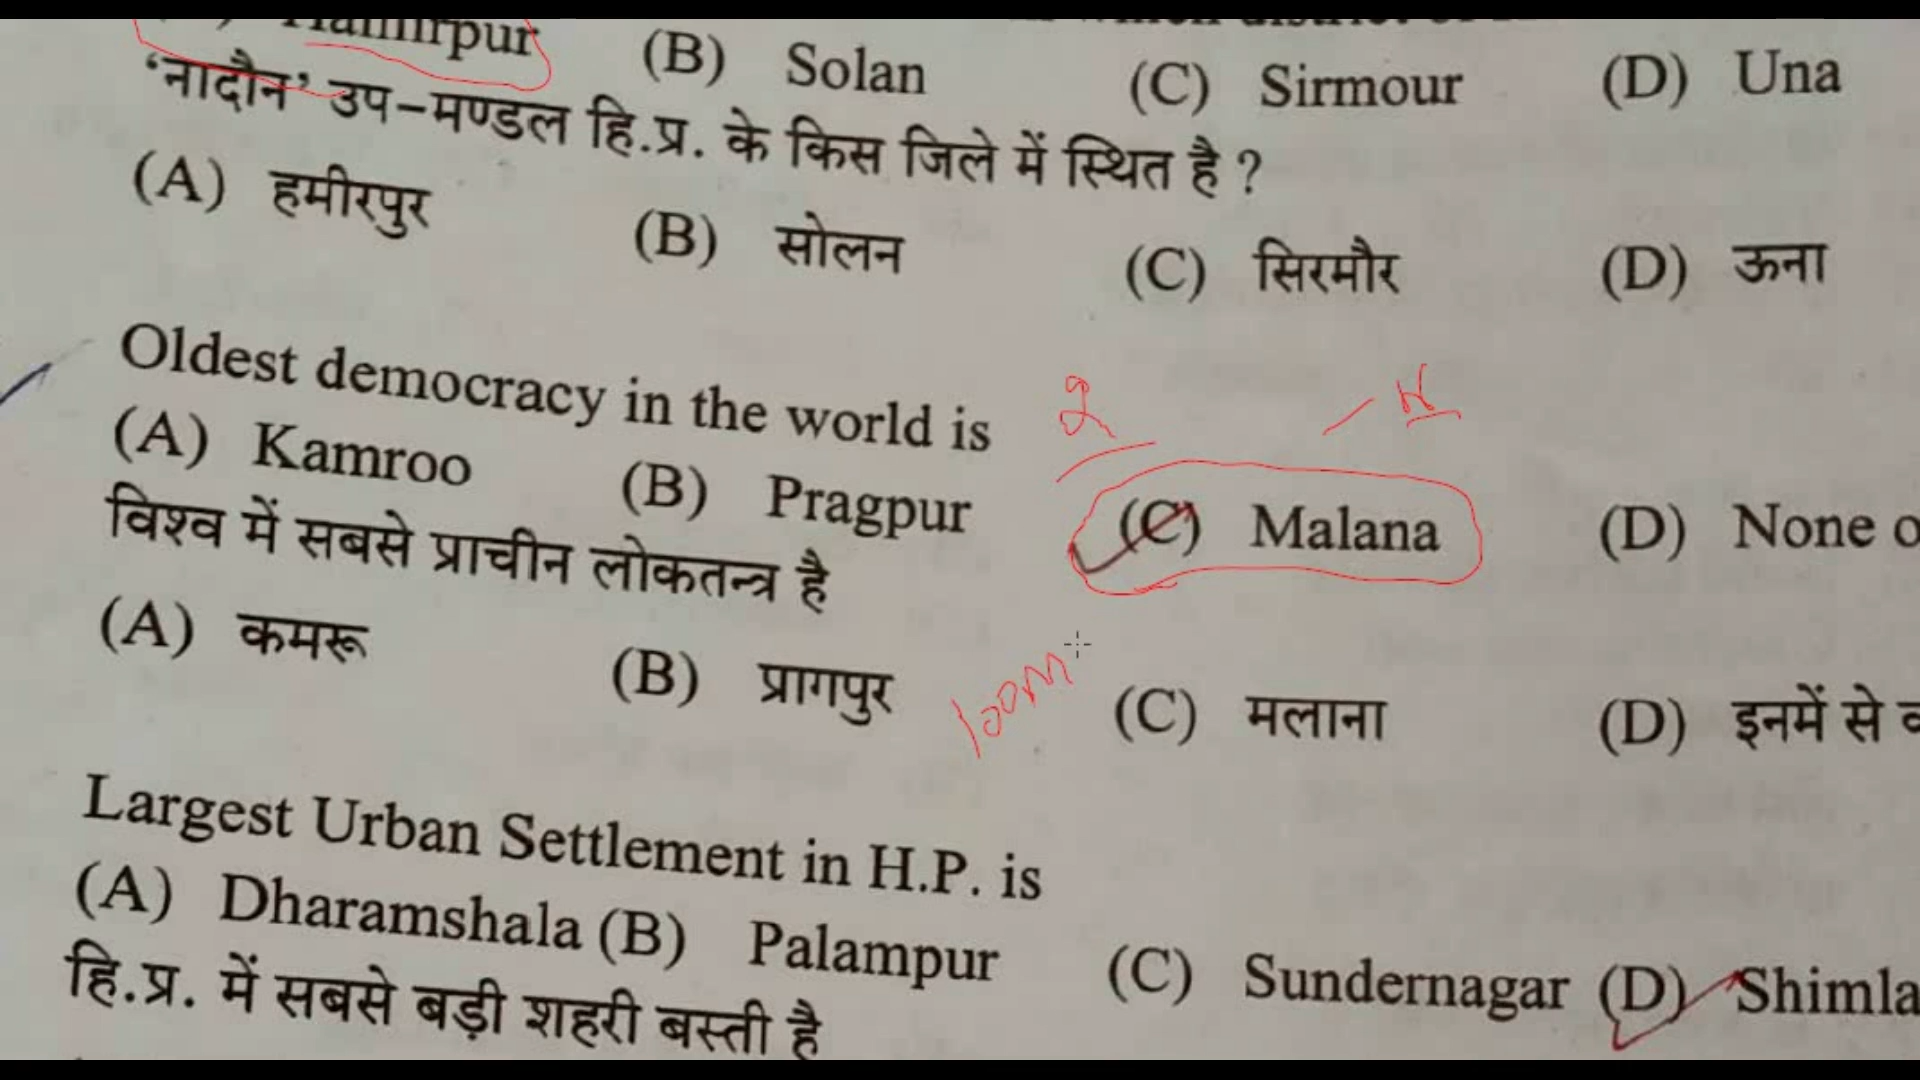 Hamirpur (B) Solan (C) Sirmour (D) Una
‘नादौन’ उप-मण्डल हि.प्र. के किस जिले में स्थित है ?
(A) हमीरपुर (B) सोलन (C) सिरमौर (D) ऊना
Oldest democracy in the world is
(A) Kamroo (B) Pragpur (C) Malana (D) None
विश्व में सबसे प्राचीन लोकतन्त्र है
(A) कमरू (B) प्रागपुर (C) मलाना (D) इनमें से
100m
Largest Urban Settlement in H.P. is
(A) Dharamshala (B) Palampur (C) Sundernagar (D) Shimla
हि.प्र. में सबसे बड़ी शहरी बस्ती है